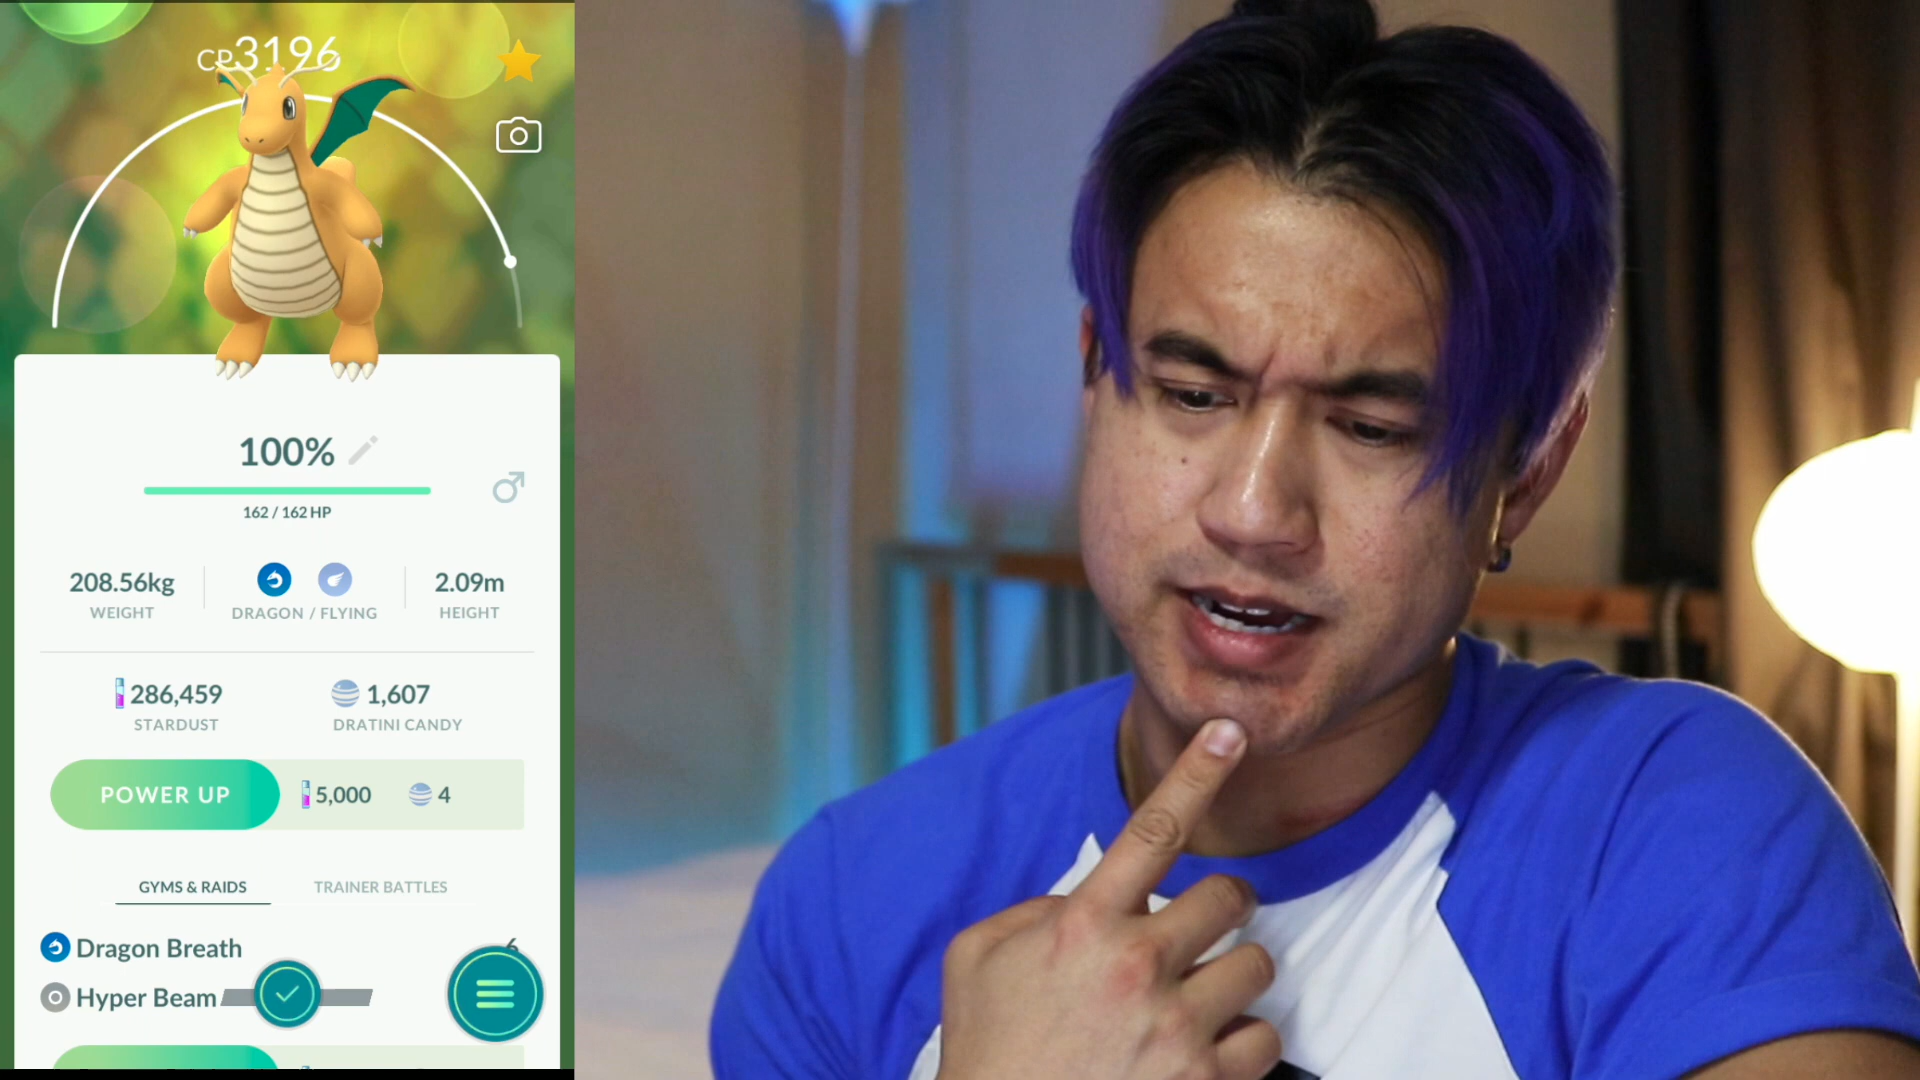 CP3196
100%
162 / 162 HP
208.56kg
WEIGHT
DRAGON / FLYING
2.09m
HEIGHT
286,459
STARDUST
1,607
DRATINI CANDY
POWER UP
5,000
4
GYMS & RAIDS
TRAINER BATTLES
Dragon Breath
6
Hyper Beam